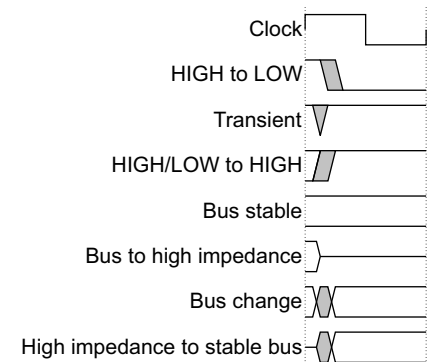 Clock
HIGH to LOW
Transient
HIGH/LOW to HIGH
Bus stable
Bus to high impedance
Bus change
High impedance to stable bus